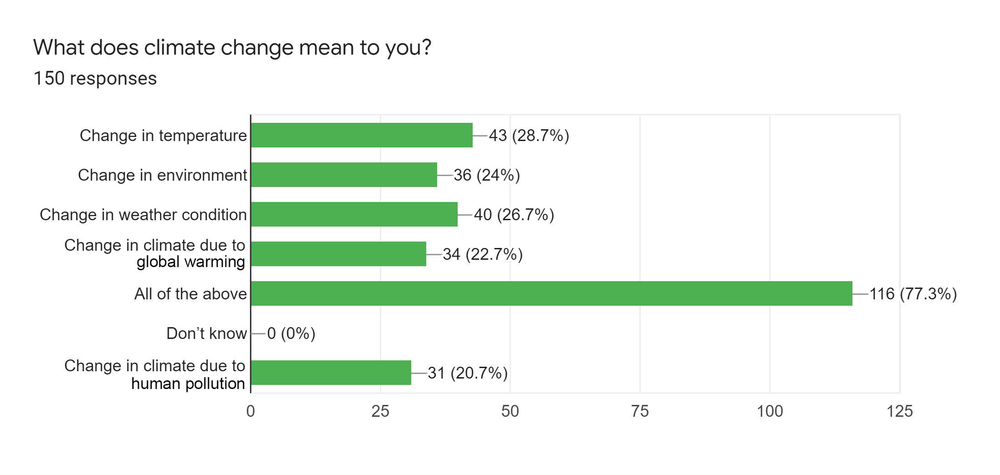 What does climate change mean to you?
150 responses
Change in temperature
43 (28.7%)
Change in environment
36 (24%)
Change in weather condition
40 (26.7%)
Change in climate due to
global warming
34 (22.7%)
All of the above
116 (77.3%)
Don’t know
0 (0%)
Change in climate due to
human pollution
31 (20.7%)
0 25 50 75 100 125